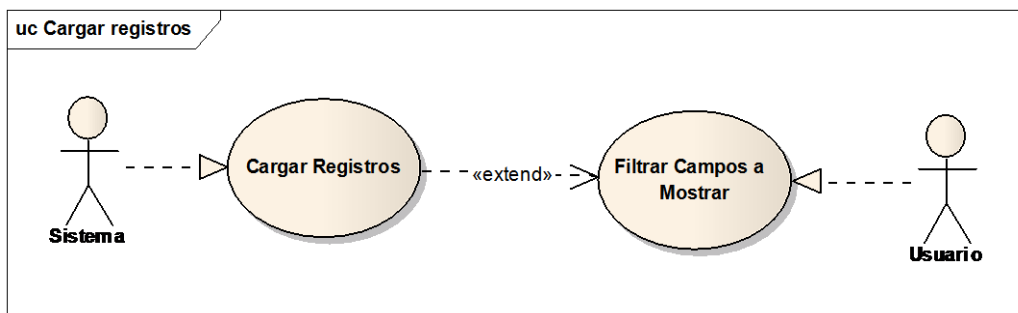 uc Cargar registros
Cargar Registros
«extend»
Filtrar Campos a
Mostrar
Sistema
Usuario